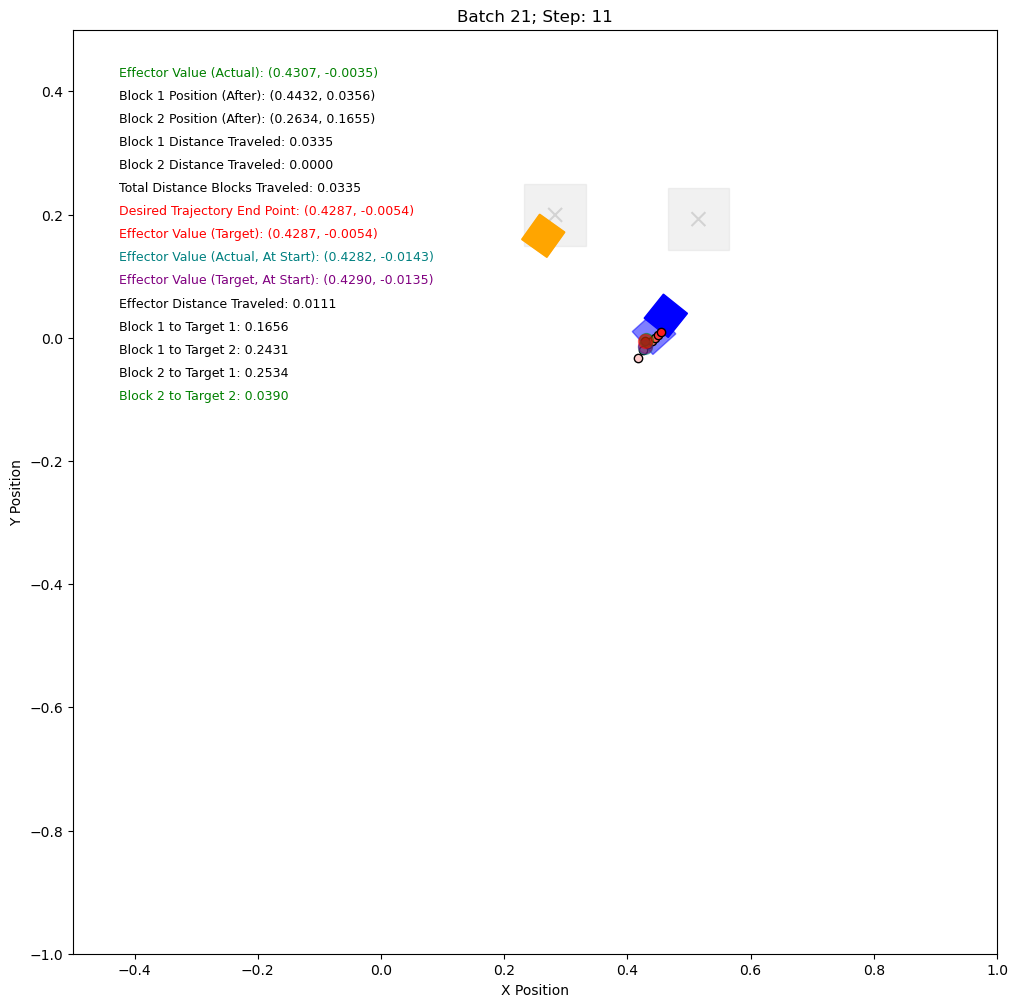 Batch 21; Step: 11
Effector Value (Actual): (0.4307, -0.0035)
Block 1 Position (After): (0.4432, 0.0356)
Block 2 Position (After): (0.2634, 0.1655)
Block 1 Distance Traveled: 0.0335
Block 2 Distance Traveled: 0.0000
Total Distance Blocks Traveled: 0.0335
Desired Trajectory End Point: (0.4287, -0.0054)
Effector Value (Target): (0.4287, -0.0054)
Effector Value (Actual, At Start): (0.4282, -0.0143)
Effector Value (Target, At Start): (0.4290, -0.0135)
Effector Distance Traveled: 0.0111
Block 1 to Target 1: 0.1656
Block 1 to Target 2: 0.2431
Block 2 to Target 1: 0.2534
Block 2 to Target 2: 0.0390
Y Position
0.4
0.2
0.0
−0.2
−0.4
−0.6
−0.8
−1.0
−0.4
−0.2
0.0
0.2
0.4
0.6
0.8
1.0
X Position